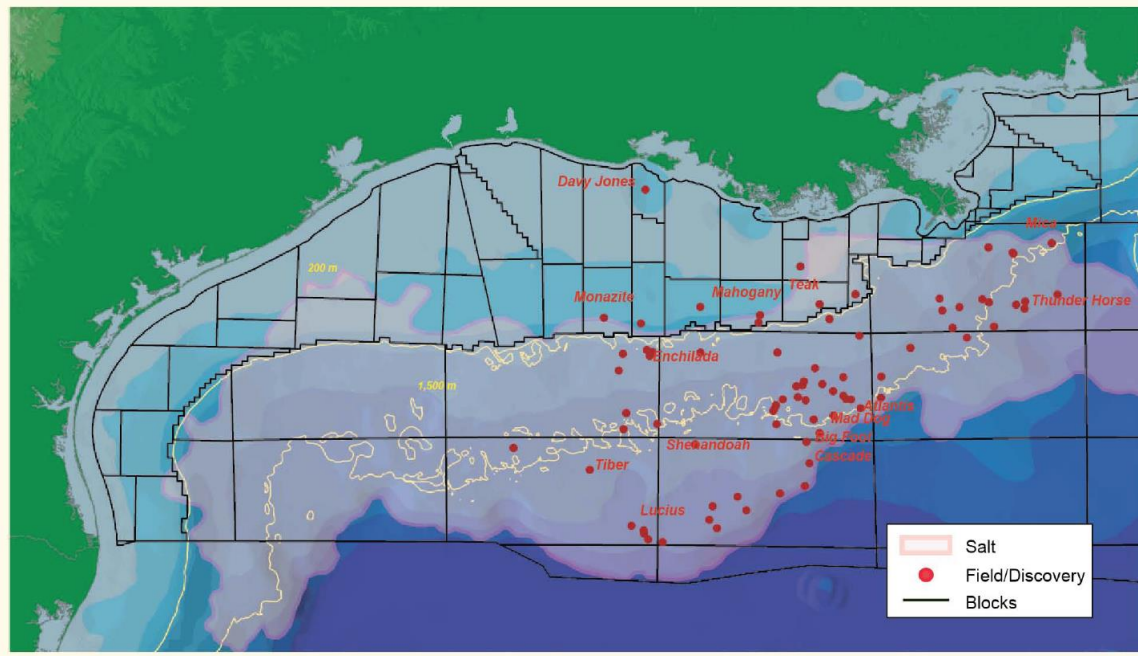 Davy Jones
Mica
200 m
Teak
Mahogany
Monazite
Thunder Horse
Enchilada
1,500 m
Atlantis
Mad Dog
Big Foot
Shenandoah
Cascade
Tiber
Lucius
Salt
Field/Discovery
Blocks